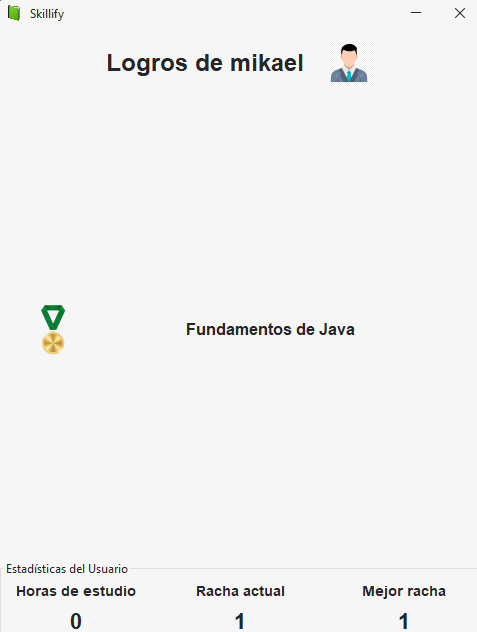 Skillify
Logros de mikael
Fundamentos de Java
Estadísticas del Usuario
Horas de estudio Racha actual Mejor racha
0 1 1